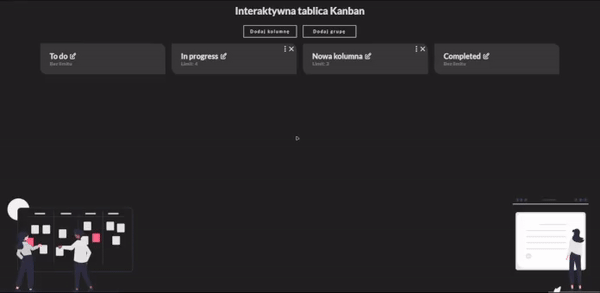 Interaktywna tablica Kanban
Dodaj kolumnę Dodaj grupę
To do In progress Nowa kolumna Completed
Bez limitu Limit: 4 Limit: 3 Bez limitu